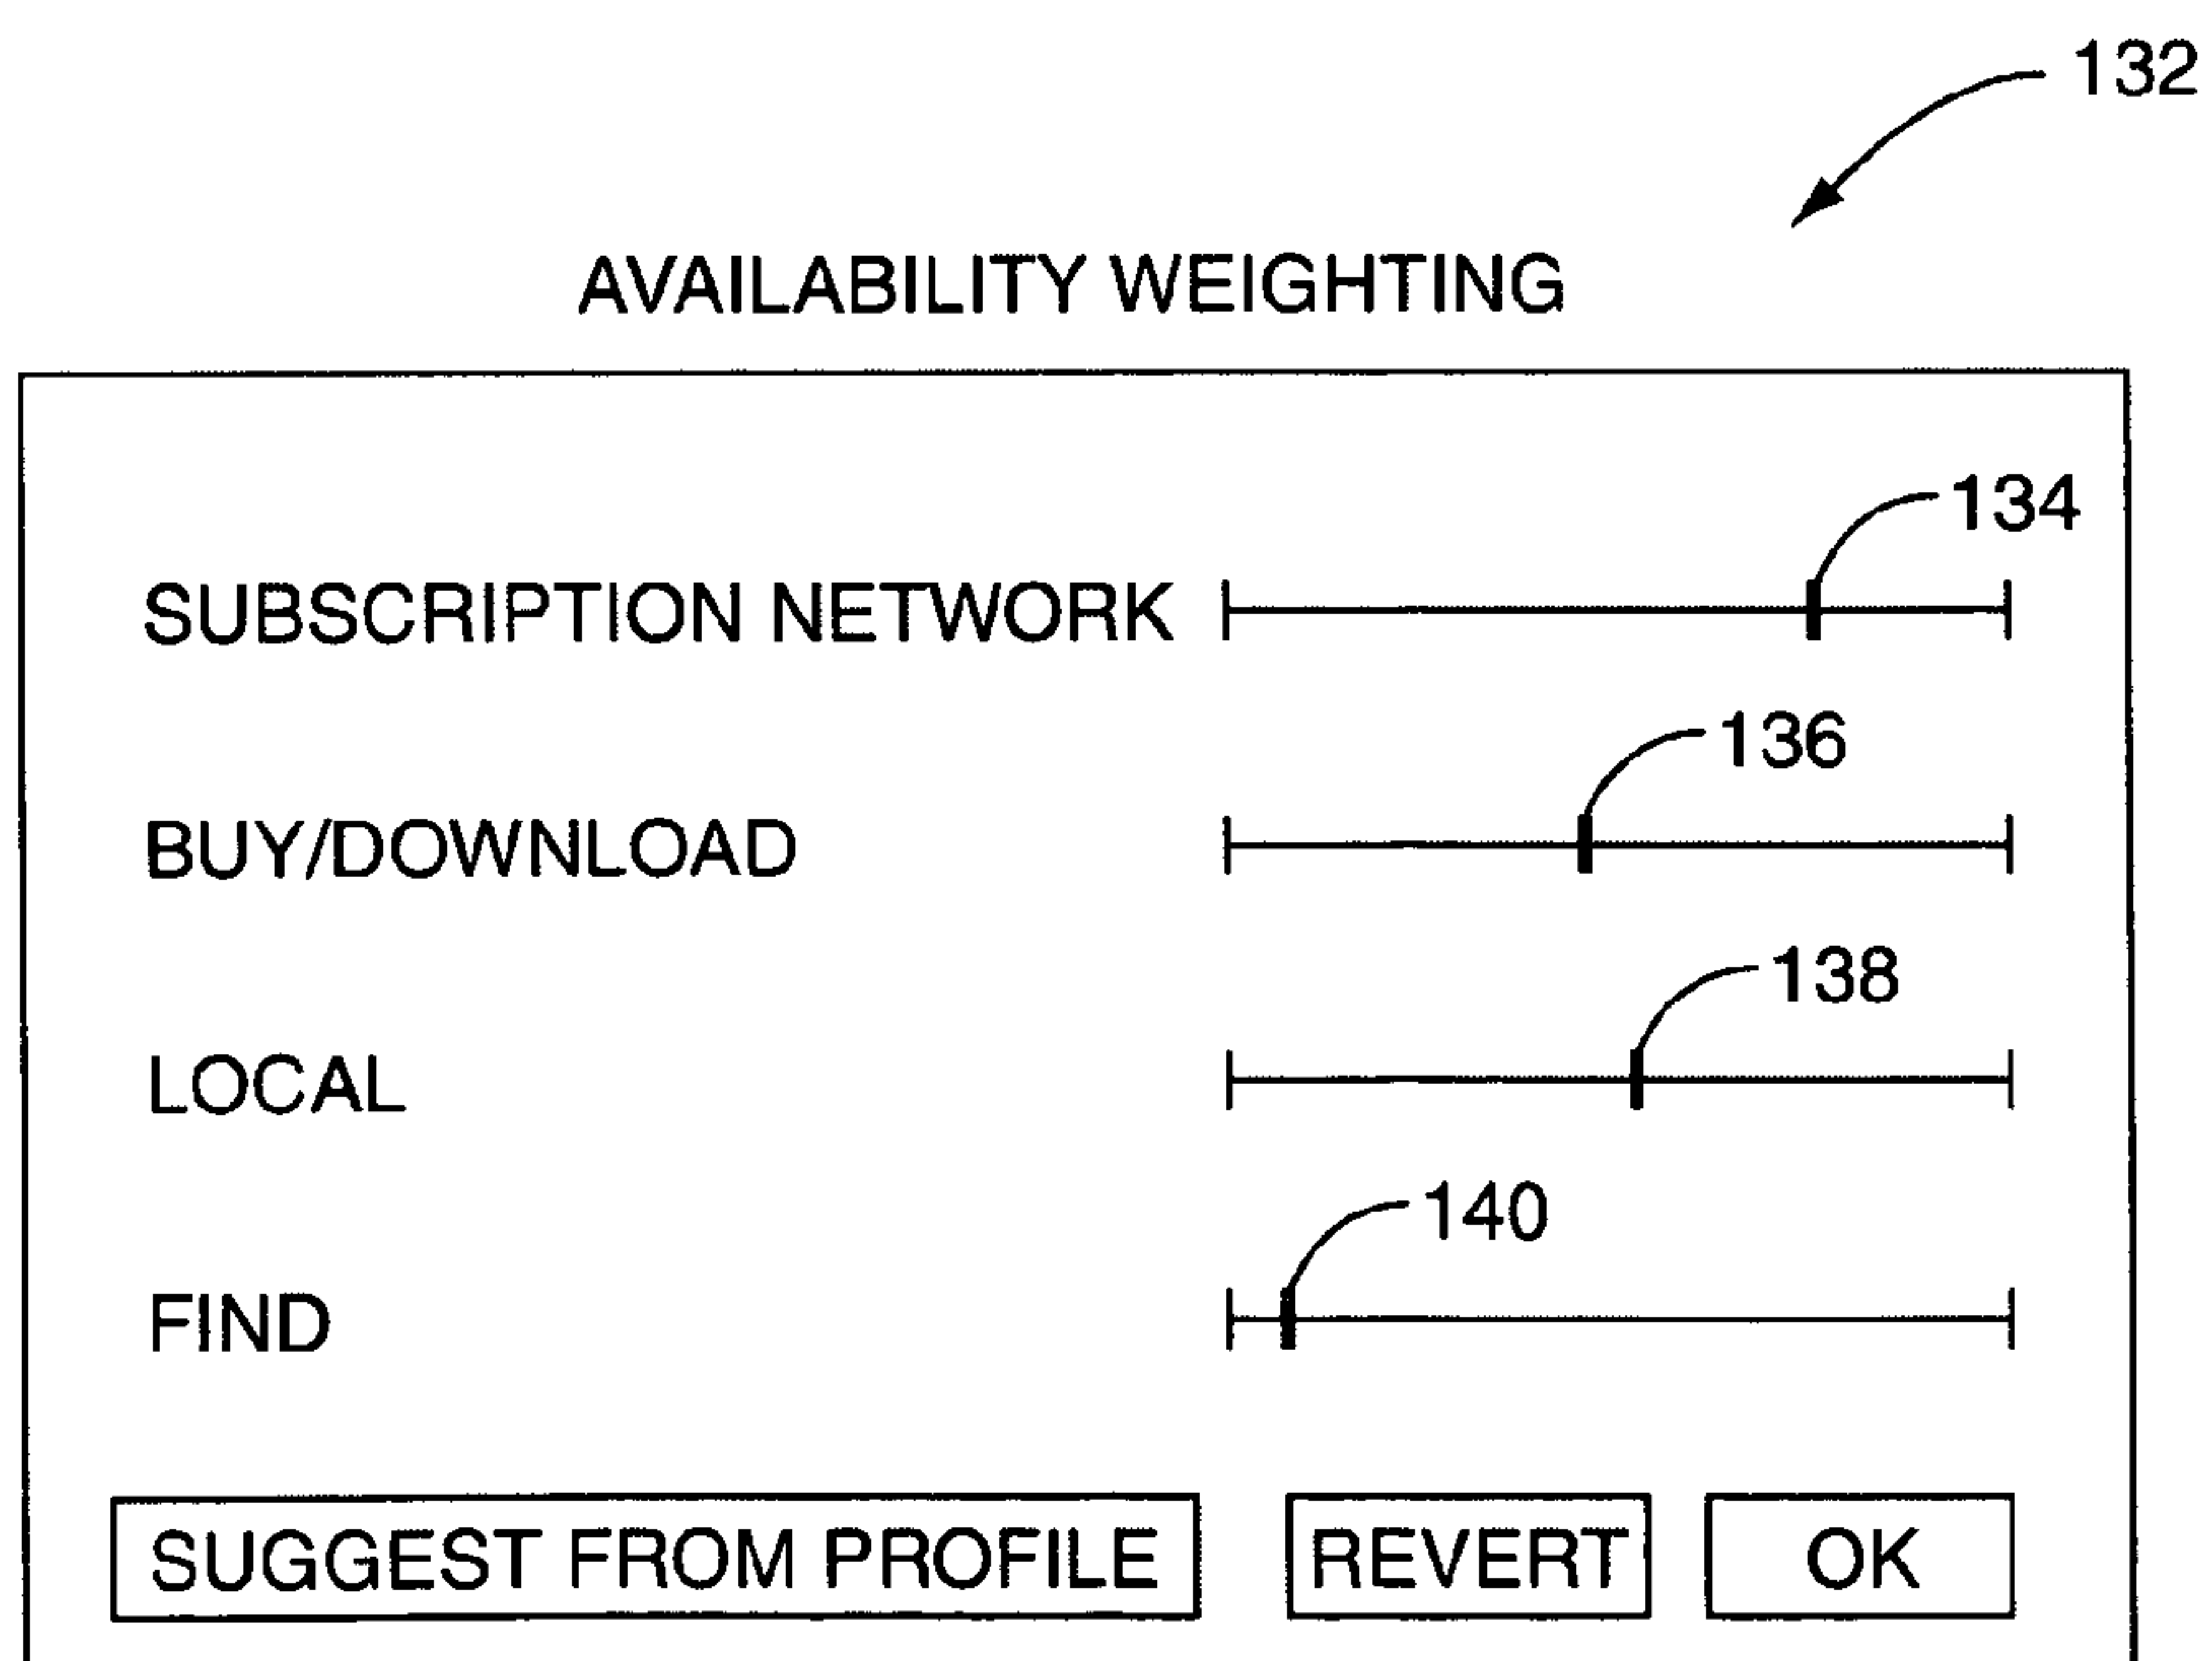 132
AVAILABILITY WEIGHTING
134
SUBSCRIPTION NETWORK
136
BUY/DOWNLOAD
138
LOCAL
140
FIND
SUGGEST FROM PROFILE REVERT OK